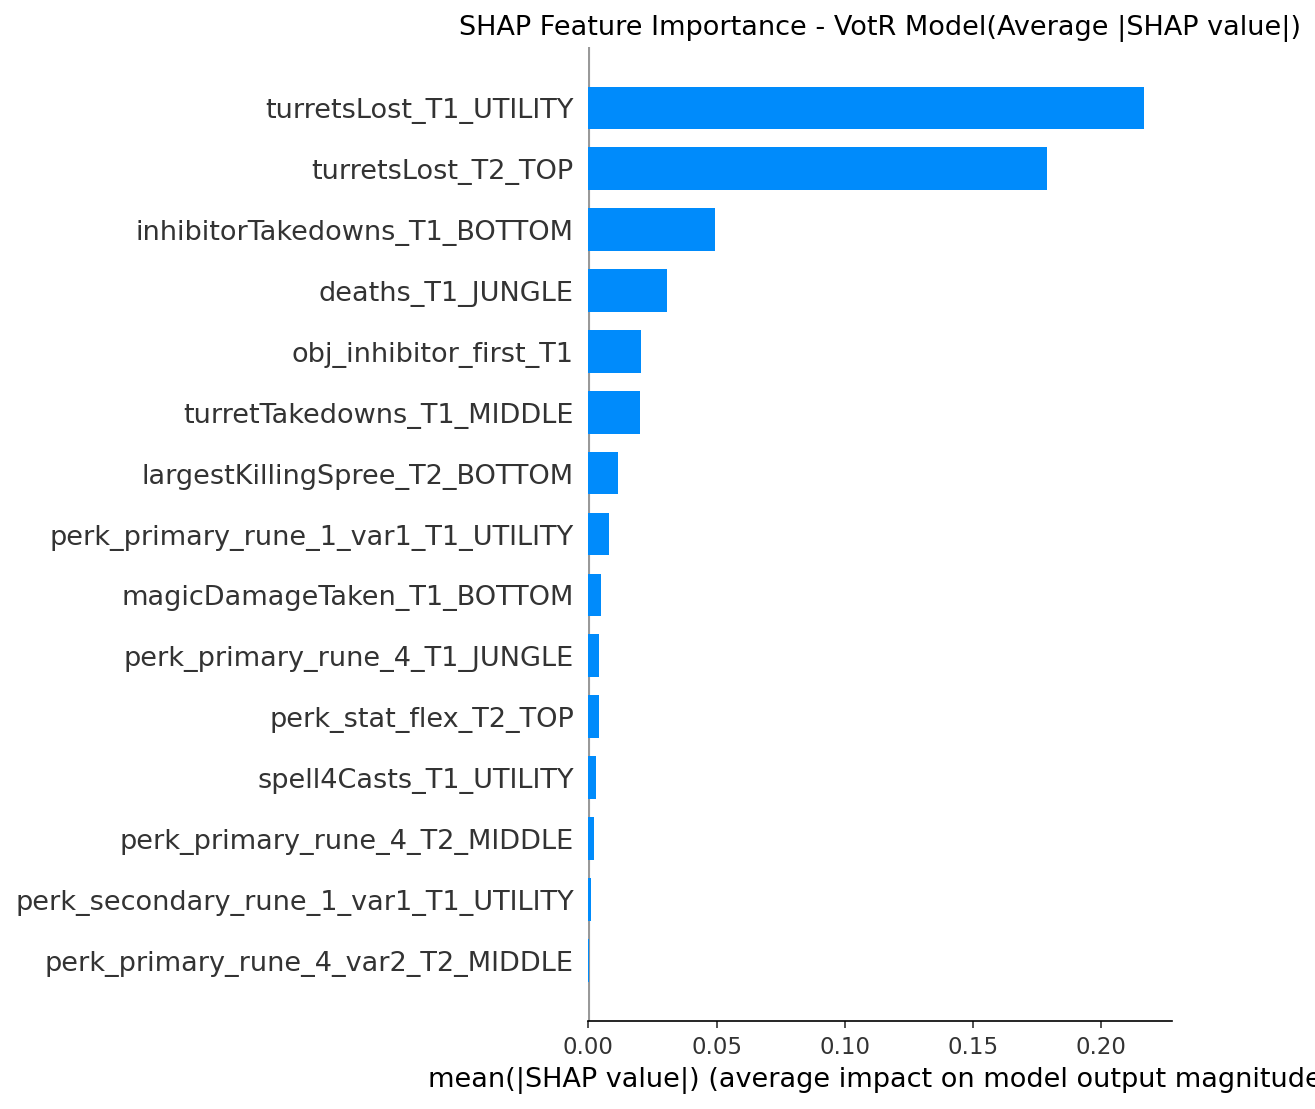 SHAP Feature Importance - VotR Model(Average |SHAP value|)
turretsLost_T1_UTILITY
turretsLost_T2_TOP
inhibitorTakedowns_T1_BOTTOM
deaths_T1_JUNGLE
obj_inhibitor_first_T1
turretTakedowns_T1_MIDDLE
largestKillingSpree_T2_BOTTOM
perk_primary_rune_1_var1_T1_UTILITY
magicDamageTaken_T1_BOTTOM
perk_primary_rune_4_T1_JUNGLE
perk_stat_flex_T2_TOP
spell4Casts_T1_UTILITY
perk_primary_rune_4_T2_MIDDLE
perk_secondary_rune_1_var1_T1_UTILITY
perk_primary_rune_4_var2_T2_MIDDLE
0.00 0.05 0.10 0.15 0.20
mean(|SHAP value|) (average impact on model output magnitude